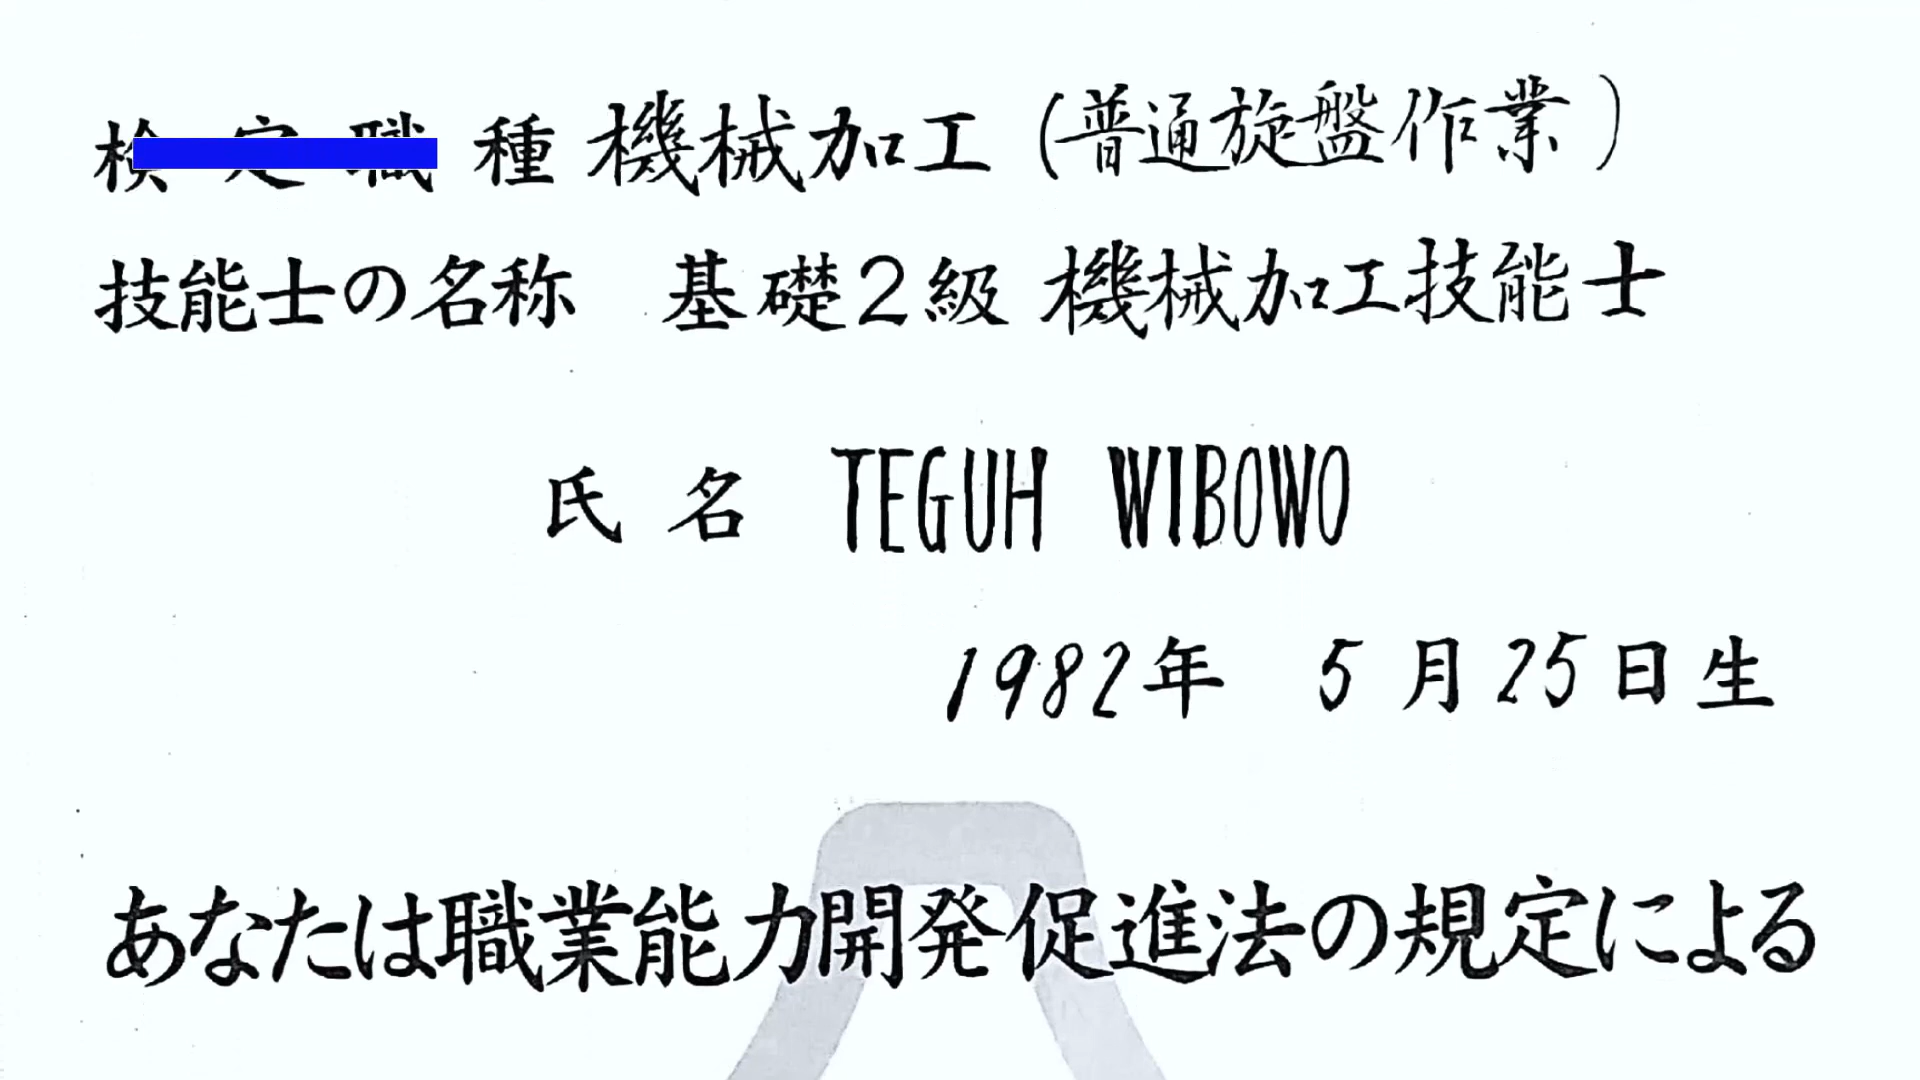 検定職種 機械加工 (普通旋盤作業)
技能士の名称 基礎2級 機械加工技能士
氏名 TEGUH WIBOWO
1982年 5月25日生
あなたは職業能力開発促進法の規定による